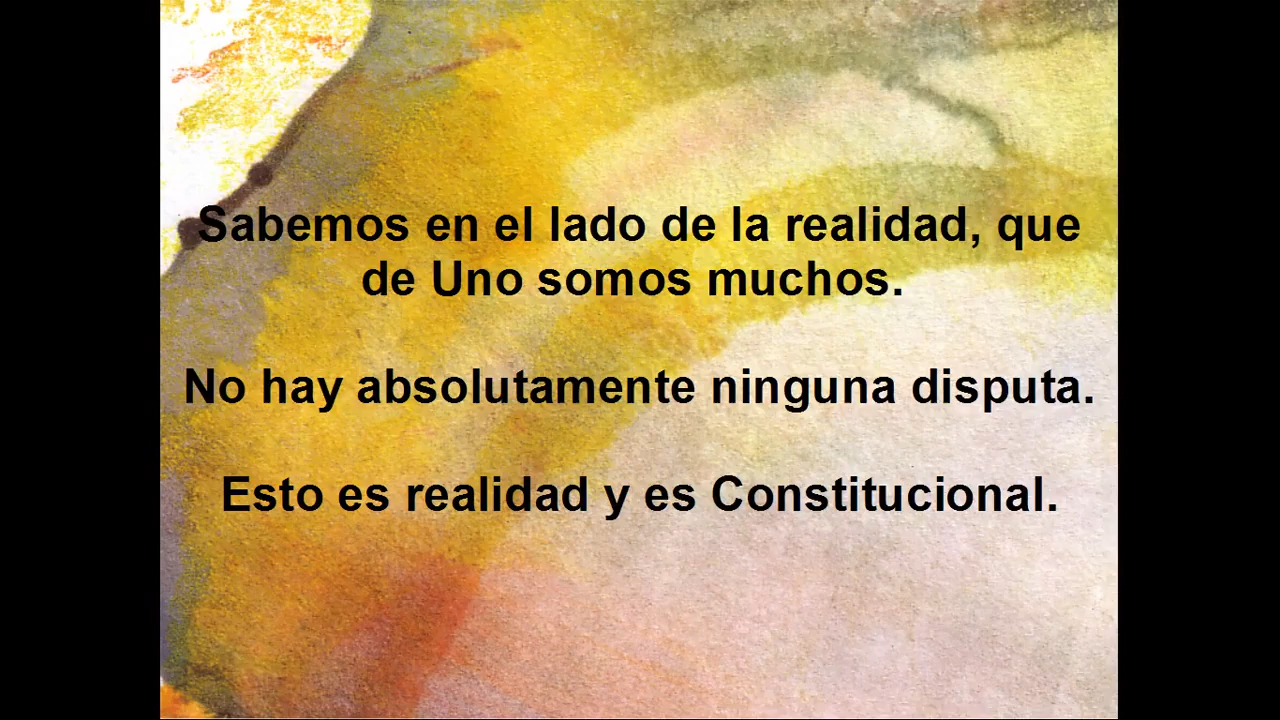 Sabemos en el lado de la realidad, que
de Uno somos muchos.
No hay absolutamente ninguna disputa.
Esto es realidad y es Constitucional.